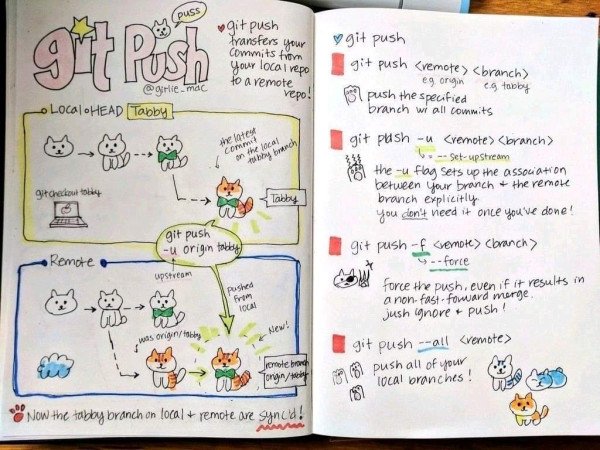 git Push
puss
@girlie_mac
git push
transfers your
commits from
your local repo
to a remote
repo!
Local HEAD Tabby
the latest
commit
on the local
tabby branch
git checkout tabby
Tabby
git push
-u origin tabby
Remote
upstream
pushed
from
local
was origin/tabby
New!
remote branch
origin/tabby
Now the tabby branch on local & remote are sync'd!
git push
git push <remote> <branch>
e.g. origin e.g. tabby
push the specified
branch w/ all commits
git push -u <remote> <branch>
= --set-upstream
the -u flag sets up the association
between your branch & the remote
branch explicitly.
you don't need it once you've done!
git push -f <remote> <branch>
--force
force the push, even if it results in
a non-fast-forward merge.
just ignore & push!
git push --all <remote>
push all of your
local branches!